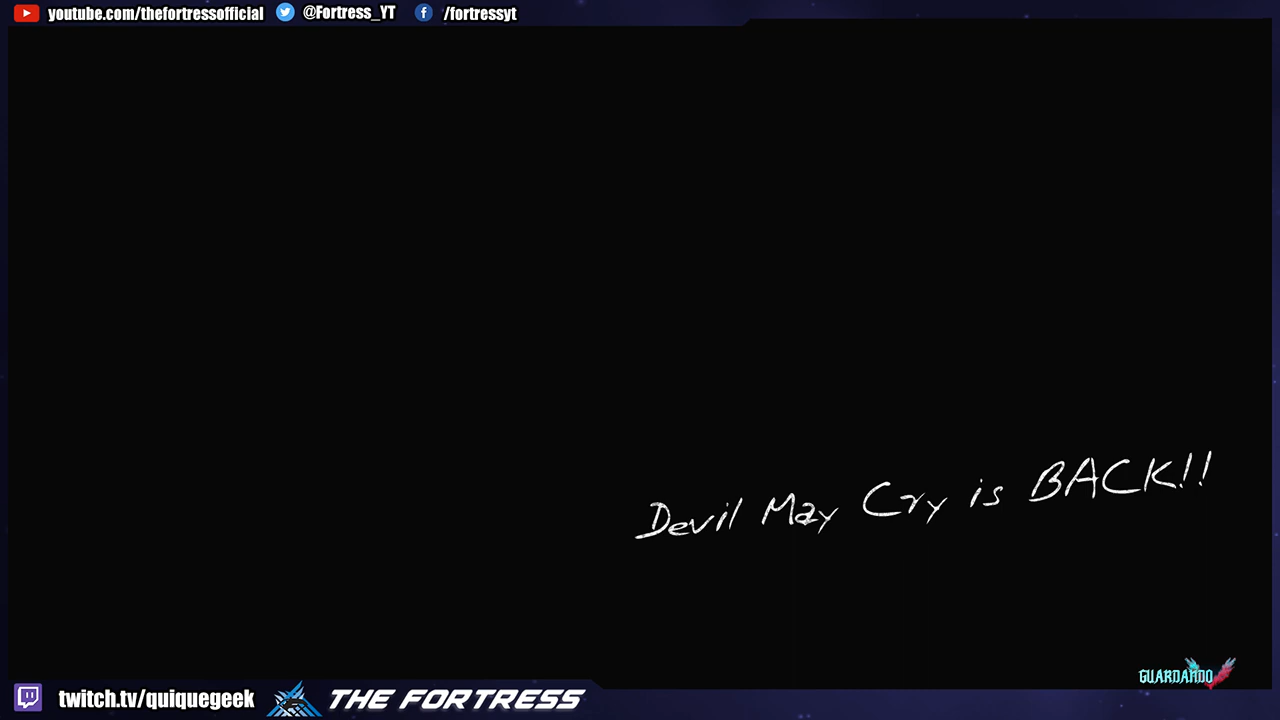 youtube.com/thefortressofficial @Fortress_YT /fortressyt
Devil May Cry is BACK!!
GUARDANDO
twitch.tv/quiquegeek THE FORTRESS